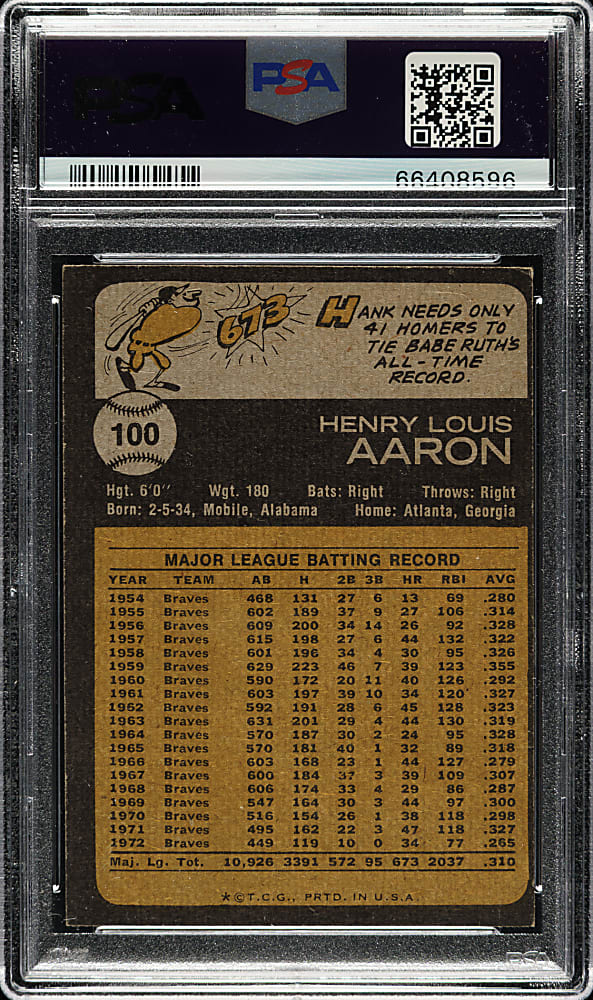 PSA
PSA
66408596
673
HANK NEEDS ONLY
41 HOMERS TO
TIE BABE RUTH'S
ALL-TIME
RECORD.
100
HENRY LOUIS
AARON
Hgt. 6'0" Wgt. 180 Bats: Right Throws: Right
Born: 2-5-34, Mobile, Alabama Home: Atlanta, Georgia
MAJOR LEAGUE BATTING RECORD
YEAR TEAM AB H 2B 3B HR RBI AVG
1954 Braves 468 131 27 6 13 69 .280
1955 Braves 602 189 37 9 27 106 .314
1956 Braves 609 200 34 14 26 92 .328
1957 Braves 615 198 27 6 44 132 .322
1958 Braves 601 196 34 4 30 95 .326
1959 Braves 629 223 46 7 39 123 .355
1960 Braves 590 172 20 11 40 126 .292
1961 Braves 603 197 39 10 34 120 .327
1962 Braves 592 191 28 6 45 128 .323
1963 Braves 631 201 29 4 44 130 .319
1964 Braves 570 187 30 2 24 95 .328
1965 Braves 570 181 40 1 32 89 .318
1966 Braves 603 168 23 1 44 127 .279
1967 Braves 600 184 37 3 39 109 .307
1968 Braves 606 174 33 4 29 86 .287
1969 Braves 547 164 30 3 44 97 .300
1970 Braves 516 154 26 1 38 118 .298
1971 Braves 495 162 22 3 47 118 .327
1972 Braves 449 119 10 0 34 77 .265
Maj. Lg. Tot. 10,926 3391 572 95 673 2037 .310
*©T.C.G., PRTD. IN U.S.A.
PSA